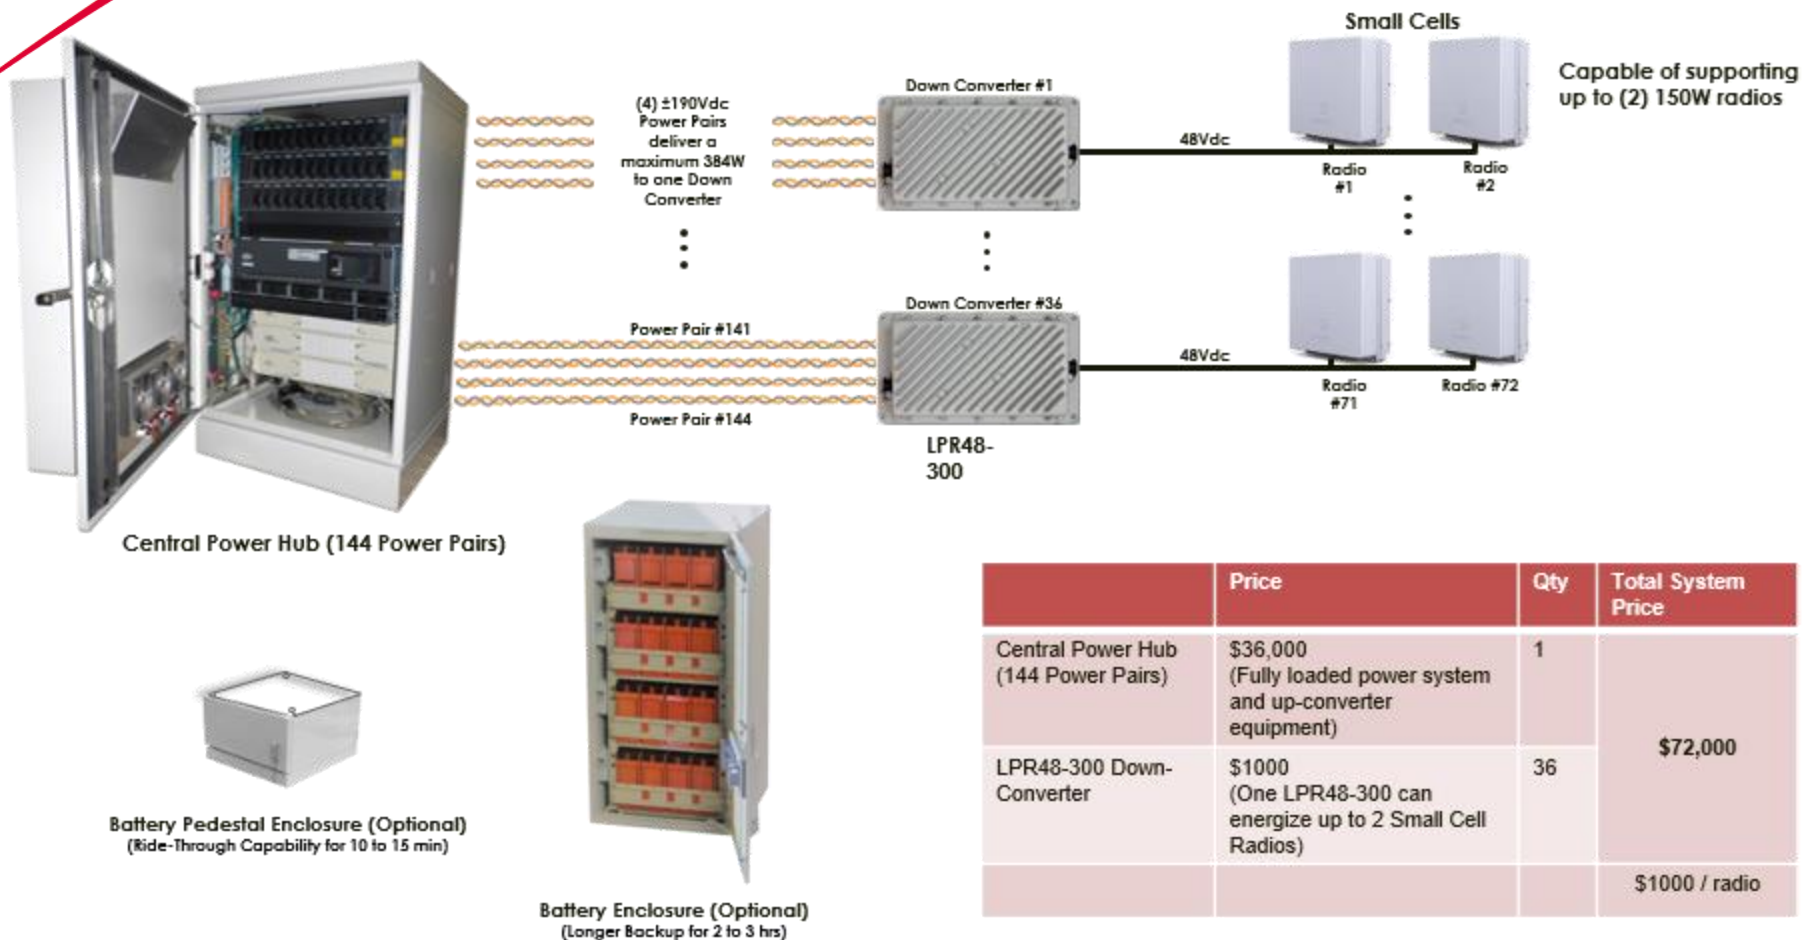 Small Cells
Capable of supporting
up to (2) 150W radios
(4) ±190Vdc
Power Pairs
deliver a
maximum 384W
to one Down
Converter
Down Converter #1
48Vdc
Radio
#1
Radio
#2
Down Converter #36
Power Pair #141
48Vdc
Radio
#71
Radio #72
Power Pair #144
LPR48-
300
Central Power Hub (144 Power Pairs)
Battery Pedestal Enclosure (Optional)
(Ride-Through Capability for 10 to 15 min)
Battery Enclosure (Optional)
(Longer Backup for 2 to 3 hrs)
Price
Qty
Total System
Price
Central Power Hub
(144 Power Pairs)
$36,000
(Fully loaded power system
and up-converter
equipment)
1
$72,000
LPR48-300 Down-
Converter
$1000
(One LPR48-300 can
energize up to 2 Small Cell
Radios)
36
$1000 / radio